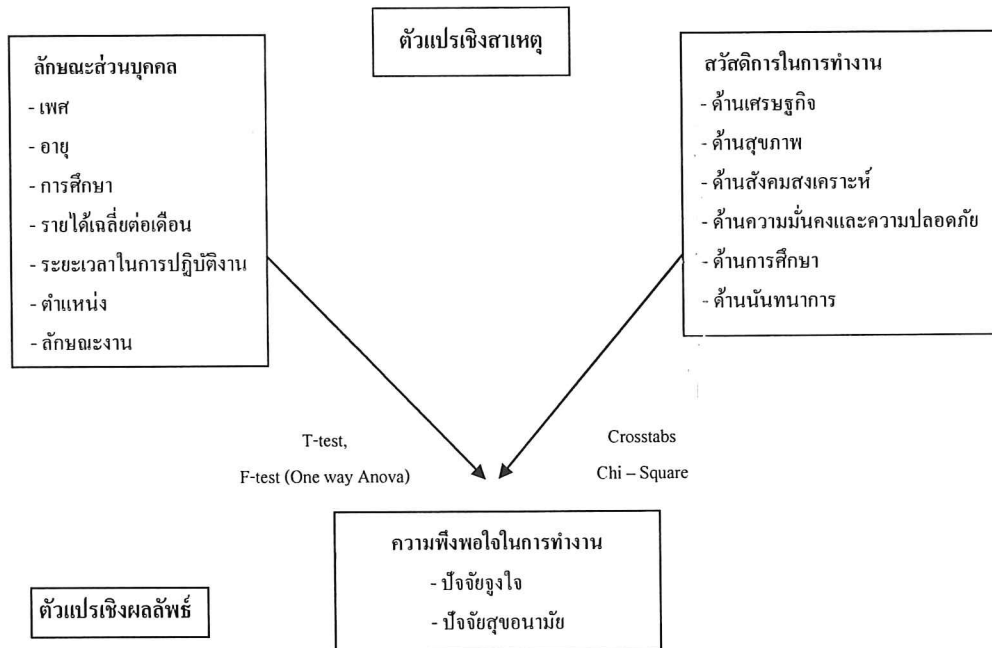 ตัวแปรเชิงสาเหตุ
ลักษณะส่วนบุคคล
- เพศ
- อายุ
- การศึกษา
- รายได้เฉลี่ยต่อเดือน
- ระยะเวลาในการปฏิบัติงาน
- ตำแหน่ง
- ลักษณะงาน
สวัสดิการในการทำงาน
- ด้านเศรษฐกิจ
- ด้านสุขภาพ
- ด้านสังคมสงเคราะห์
- ด้านความมั่นคงและความปลอดภัย
- ด้านการศึกษา
- ด้านนันทนาการ
T-test,
F-test (One way Anova)
Crosstabs
Chi – Square
ความพึงพอใจในการทำงาน
- ปัจจัยจูงใจ
- ปัจจัยสุขอนามัย
ตัวแปรเชิงผลลัพธ์